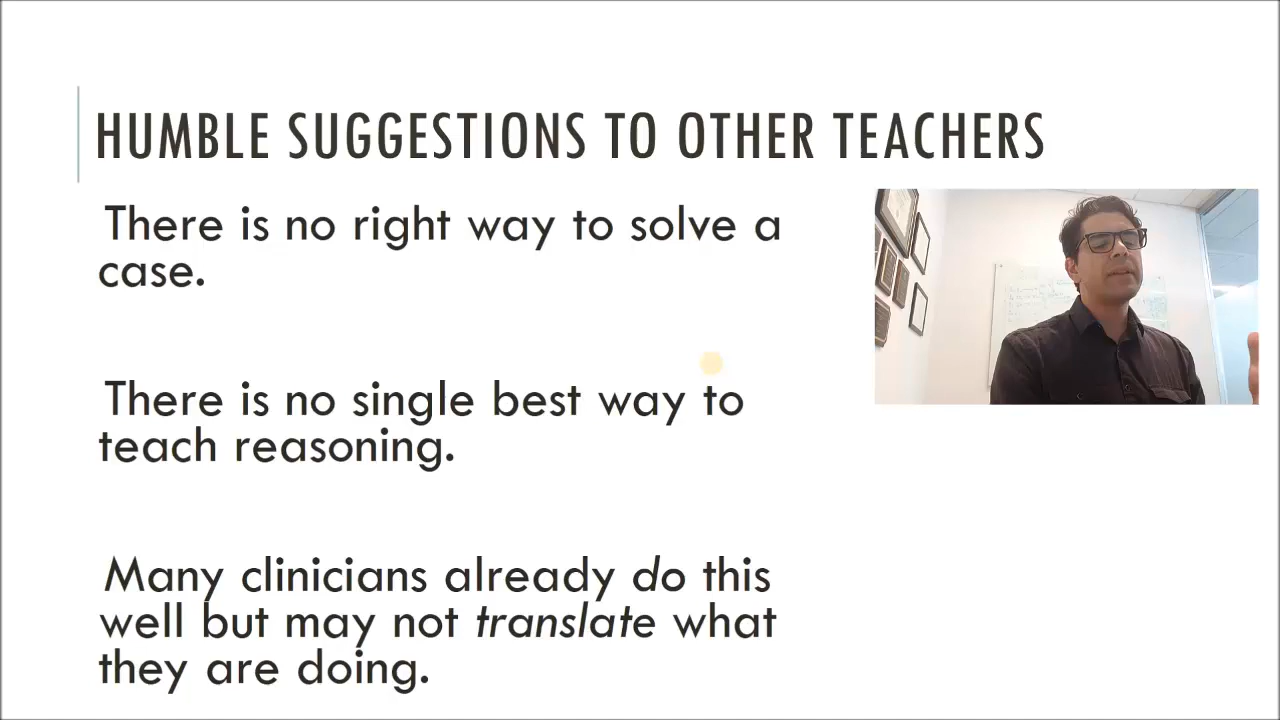 HUMBLE SUGGESTIONS TO OTHER TEACHERS
There is no right way to solve a
case.
There is no single best way to
teach reasoning.
Many clinicians already do this
well but may not translate what
they are doing.